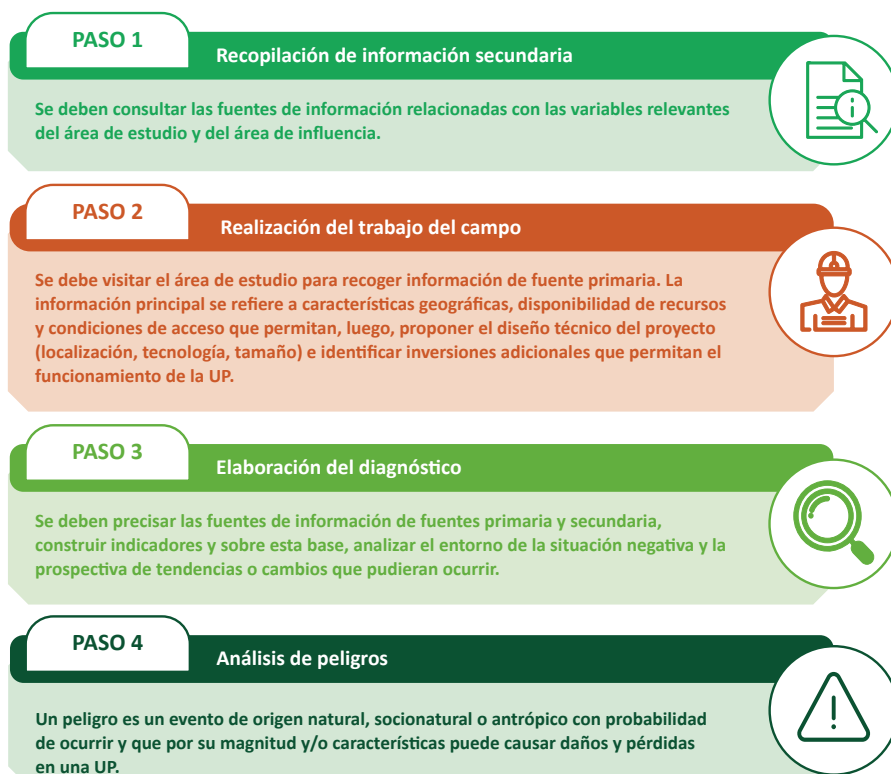 PASO 1
Recopilación de información secundaria
Se deben consultar las fuentes de información relacionadas con las variables relevantes
del área de estudio y del área de influencia.
PASO 2
Realización del trabajo del campo
Se debe visitar el área de estudio para recoger información de fuente primaria. La
información principal se refiere a características geográficas, disponibilidad de recursos
y condiciones de acceso que permitan, luego, proponer el diseño técnico del proyecto
(localización, tecnología, tamaño) e identificar inversiones adicionales que permitan el
funcionamiento de la UP.
PASO 3
Elaboración del diagnóstico
Se deben precisar las fuentes de información de fuentes primaria y secundaria,
construir indicadores y sobre esta base, analizar el entorno de la situación negativa y la
prospectiva de tendencias o cambios que pudieran ocurrir.
PASO 4
Análisis de peligros
Un peligro es un evento de origen natural, socionatural o antrópico con probabilidad
de ocurrir y que por su magnitud y/o características puede causar daños y pérdidas
en una UP.